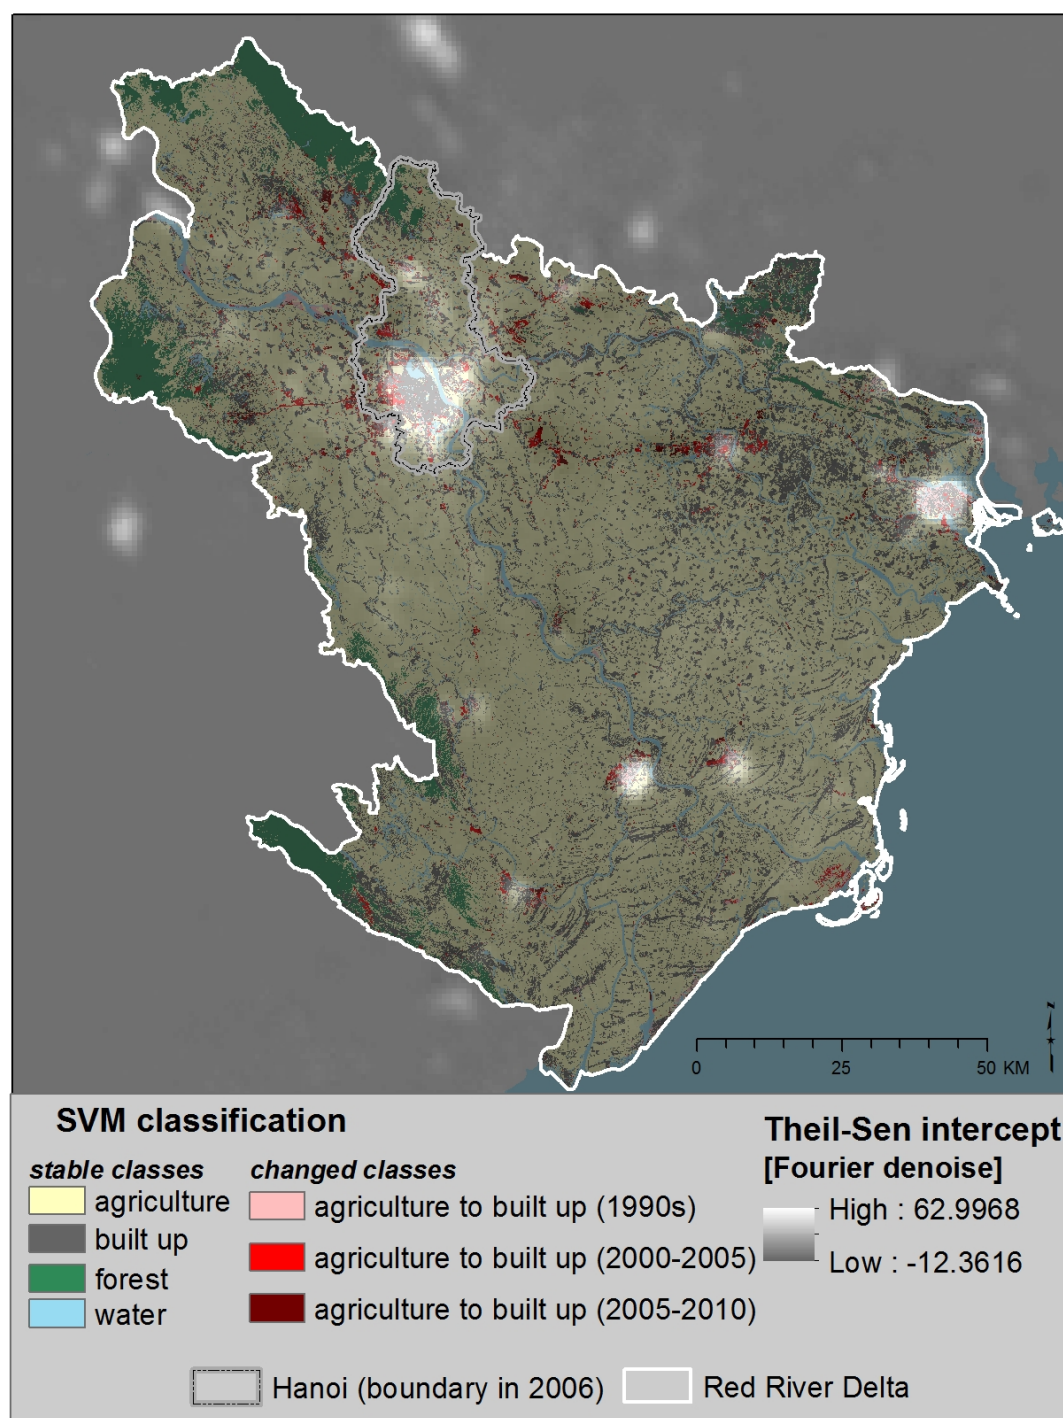 N
0 25 50 KM
SVM classification
stable classes
agriculture
built up
forest
water
changed classes
agriculture to built up (1990s)
agriculture to built up (2000-2005)
agriculture to built up (2005-2010)
Theil-Sen intercept
[Fourier denoise]
High : 62.9968
Low : -12.3616
Hanoi (boundary in 2006)
Red River Delta